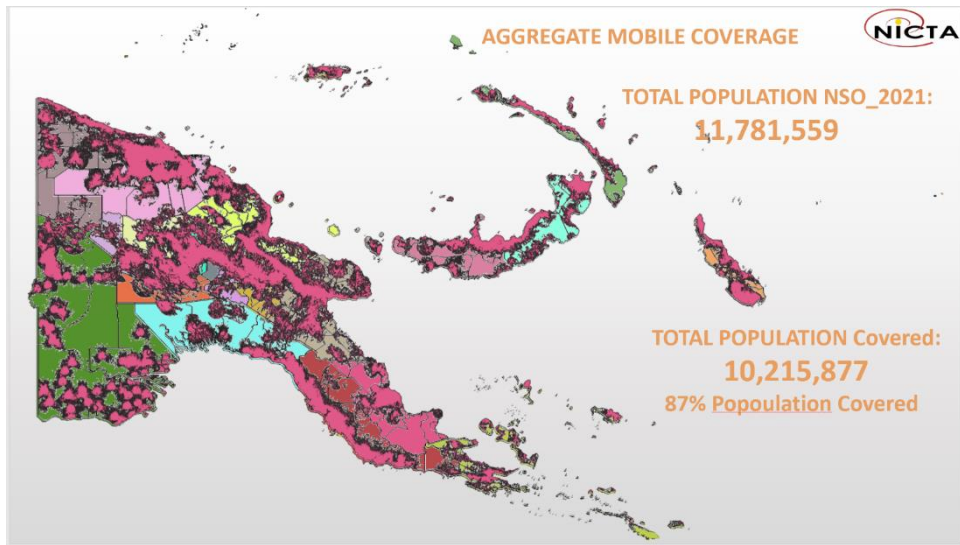 AGGREGATE MOBILE COVERAGE
NICTA
TOTAL POPULATION NSO_2021:
11,781,559
TOTAL POPULATION Covered:
10,215,877
87% Popoulation Covered